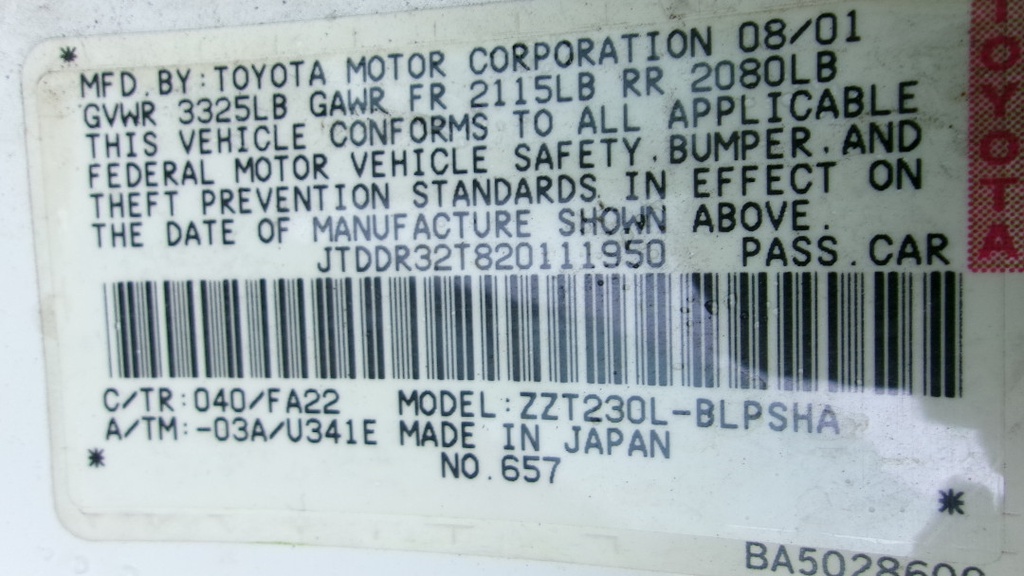 MFD. BY: TOYOTA MOTOR CORPORATION 08/01
GVWR 3325LB GAWR FR 2115LB RR 2080LB
THIS VEHICLE CONFORMS TO ALL APPLICABLE
FEDERAL MOTOR VEHICLE SAFETY, BUMPER, AND
THEFT PREVENTION STANDARDS IN EFFECT ON
THE DATE OF MANUFACTURE SHOWN ABOVE.
JTDDR32T820111950 PASS. CAR
C/TR: 040/FA22 MODEL: ZZT230L-BLPSHA
A/TM: -03A/U341E MADE IN JAPAN
NO. 657
TOYOTA